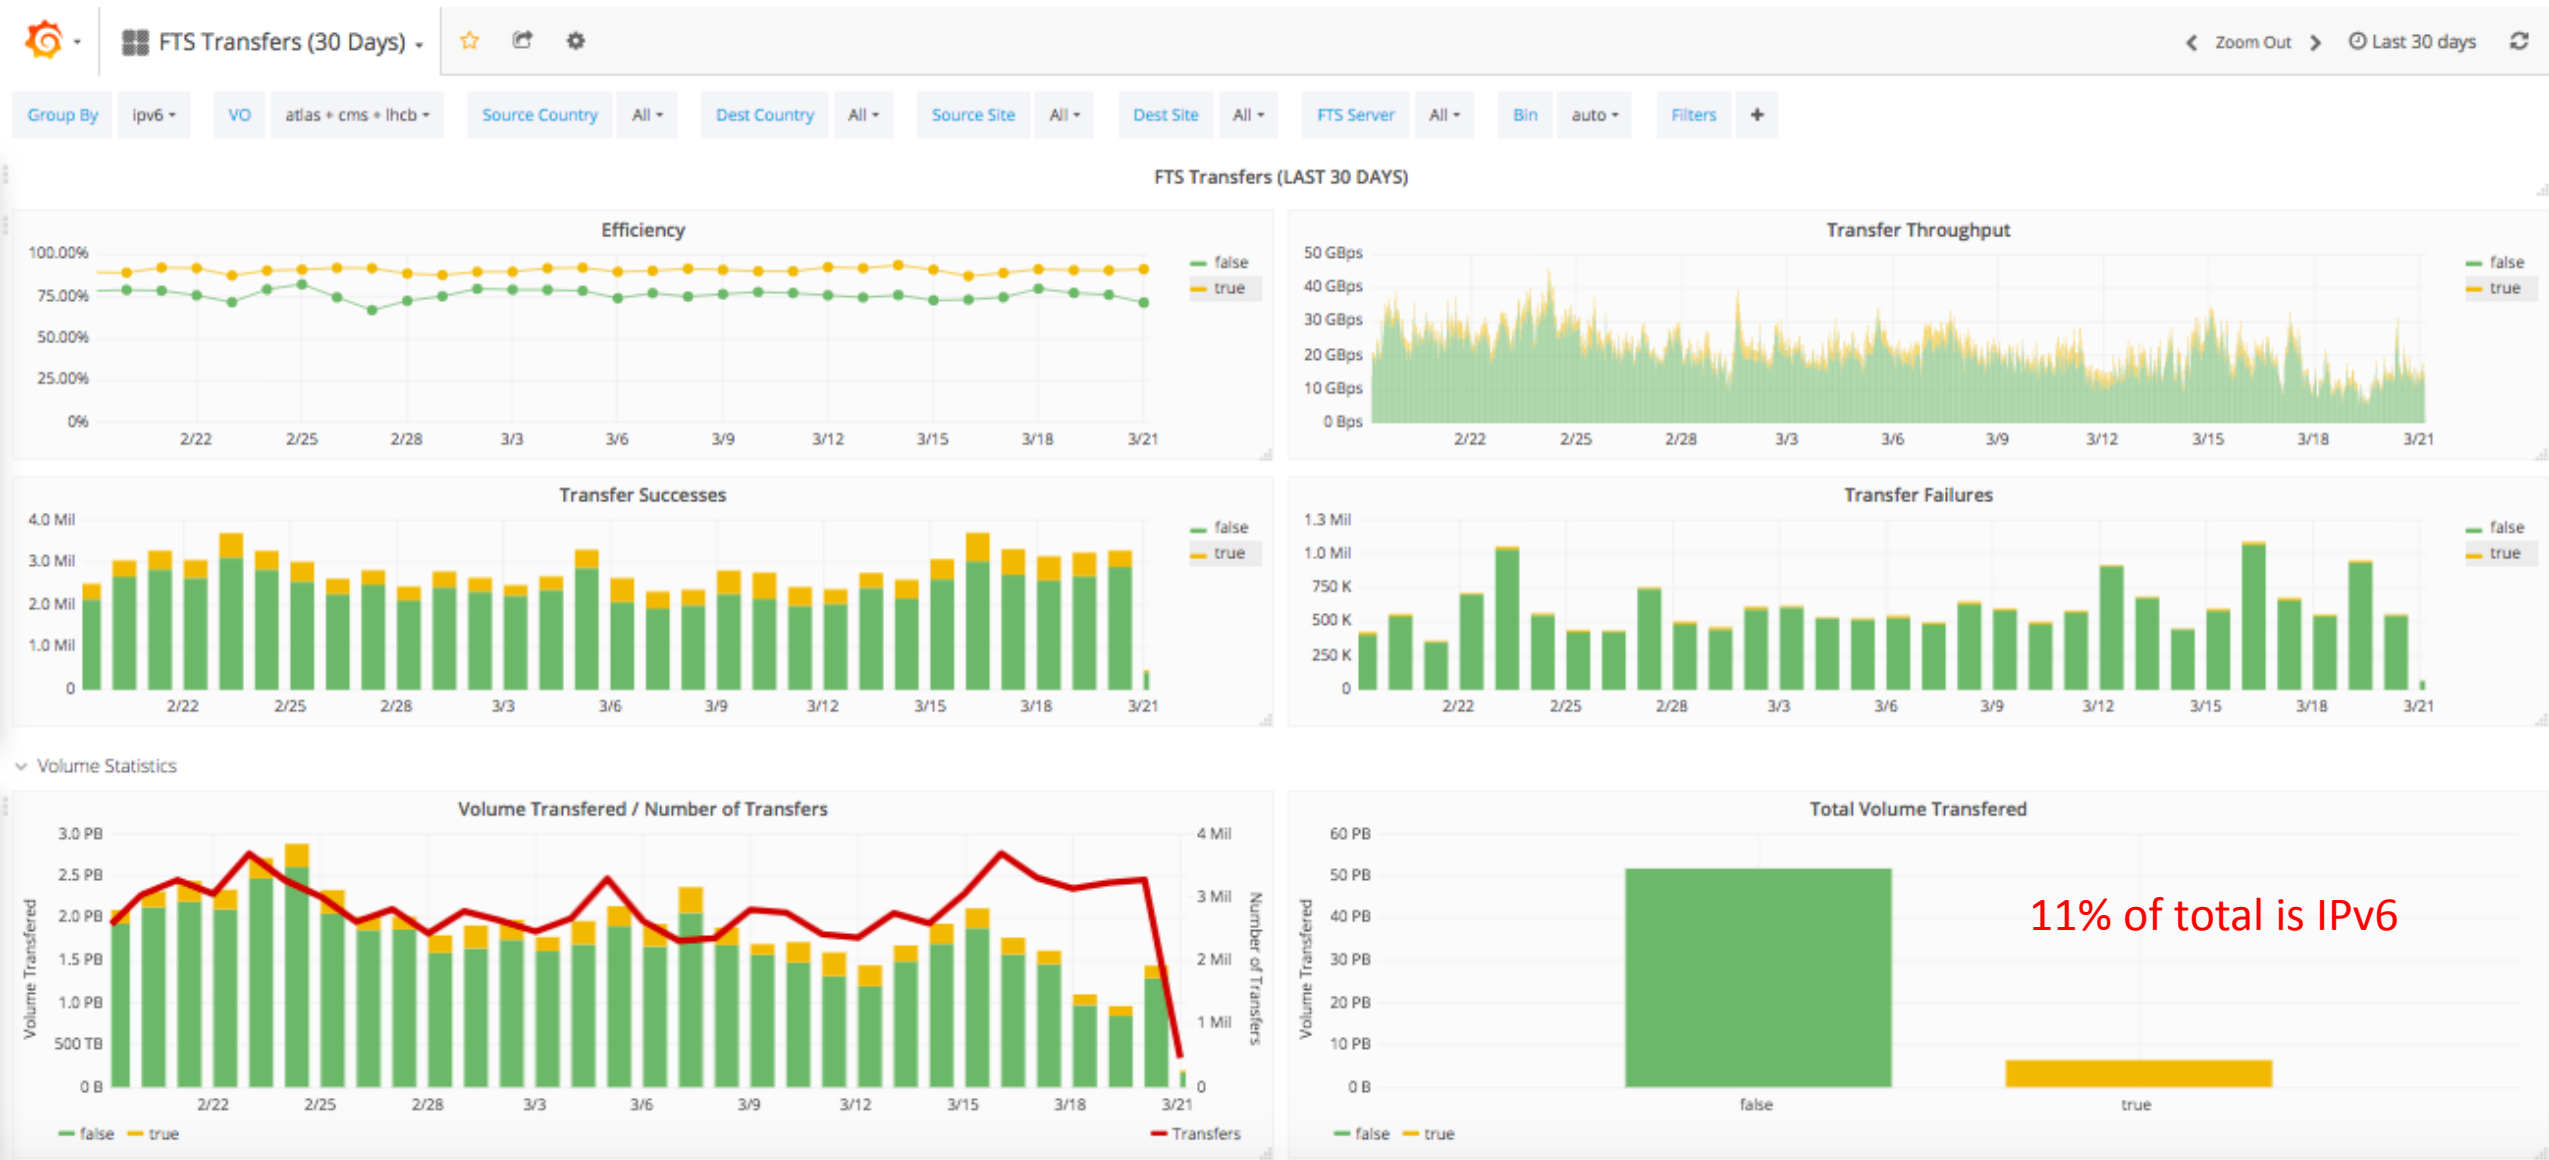 FTS Transfers (30 Days)
Zoom Out
Last 30 days
Group By ipv6 VO atlas + cms + lhcb Source Country All Dest Country All Source Site All Dest Site All FTS Server All Bin auto Filters +
FTS Transfers (LAST 30 DAYS)
Efficiency
100.00%
75.00%
50.00%
25.00%
0%
2/22 2/25 2/28 3/3 3/6 3/9 3/12 3/15 3/18 3/21
false
true
Transfer Throughput
50 GBps
40 GBps
30 GBps
20 GBps
10 GBps
0 Bps
2/22 2/25 2/28 3/3 3/6 3/9 3/12 3/15 3/18 3/21
false
true
Transfer Successes
4.0 Mil
3.0 Mil
2.0 Mil
1.0 Mil
0
2/22 2/25 2/28 3/3 3/6 3/9 3/12 3/15 3/18 3/21
false
true
Transfer Failures
1.3 Mil
1.0 Mil
750 K
500 K
250 K
0
2/22 2/25 2/28 3/3 3/6 3/9 3/12 3/15 3/18 3/21
false
true
Volume Statistics
Volume Transfered / Number of Transfers
Volume Transfered
3.0 PB
2.5 PB
2.0 PB
1.5 PB
1.0 PB
500 TB
0 B
4 Mil
3 Mil
2 Mil
1 Mil
0
Number of Transfers
2/22 2/25 2/28 3/3 3/6 3/9 3/12 3/15 3/18 3/21
false true Transfers
Total Volume Transfered
Volume Transfered
60 PB
50 PB
40 PB
30 PB
20 PB
10 PB
0 B
11% of total is IPv6
false true
false true